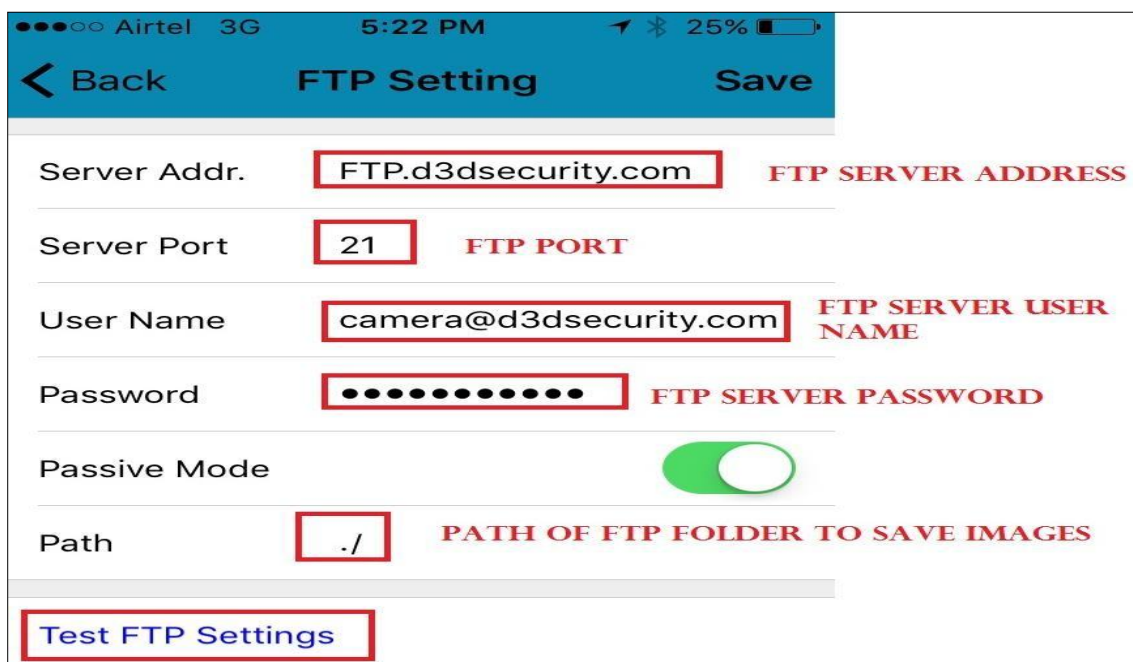 Airtel 3G 5:22 PM 25%
Back FTP Setting Save
Server Addr. FTP.d3dsecurity.com FTP SERVER ADDRESS
Server Port 21 FTP PORT
User Name camera@d3dsecurity.com FTP SERVER USER
NAME
Password ●●●●●●●●●●● FTP SERVER PASSWORD
Passive Mode
Path ./ PATH OF FTP FOLDER TO SAVE IMAGES
Test FTP Settings